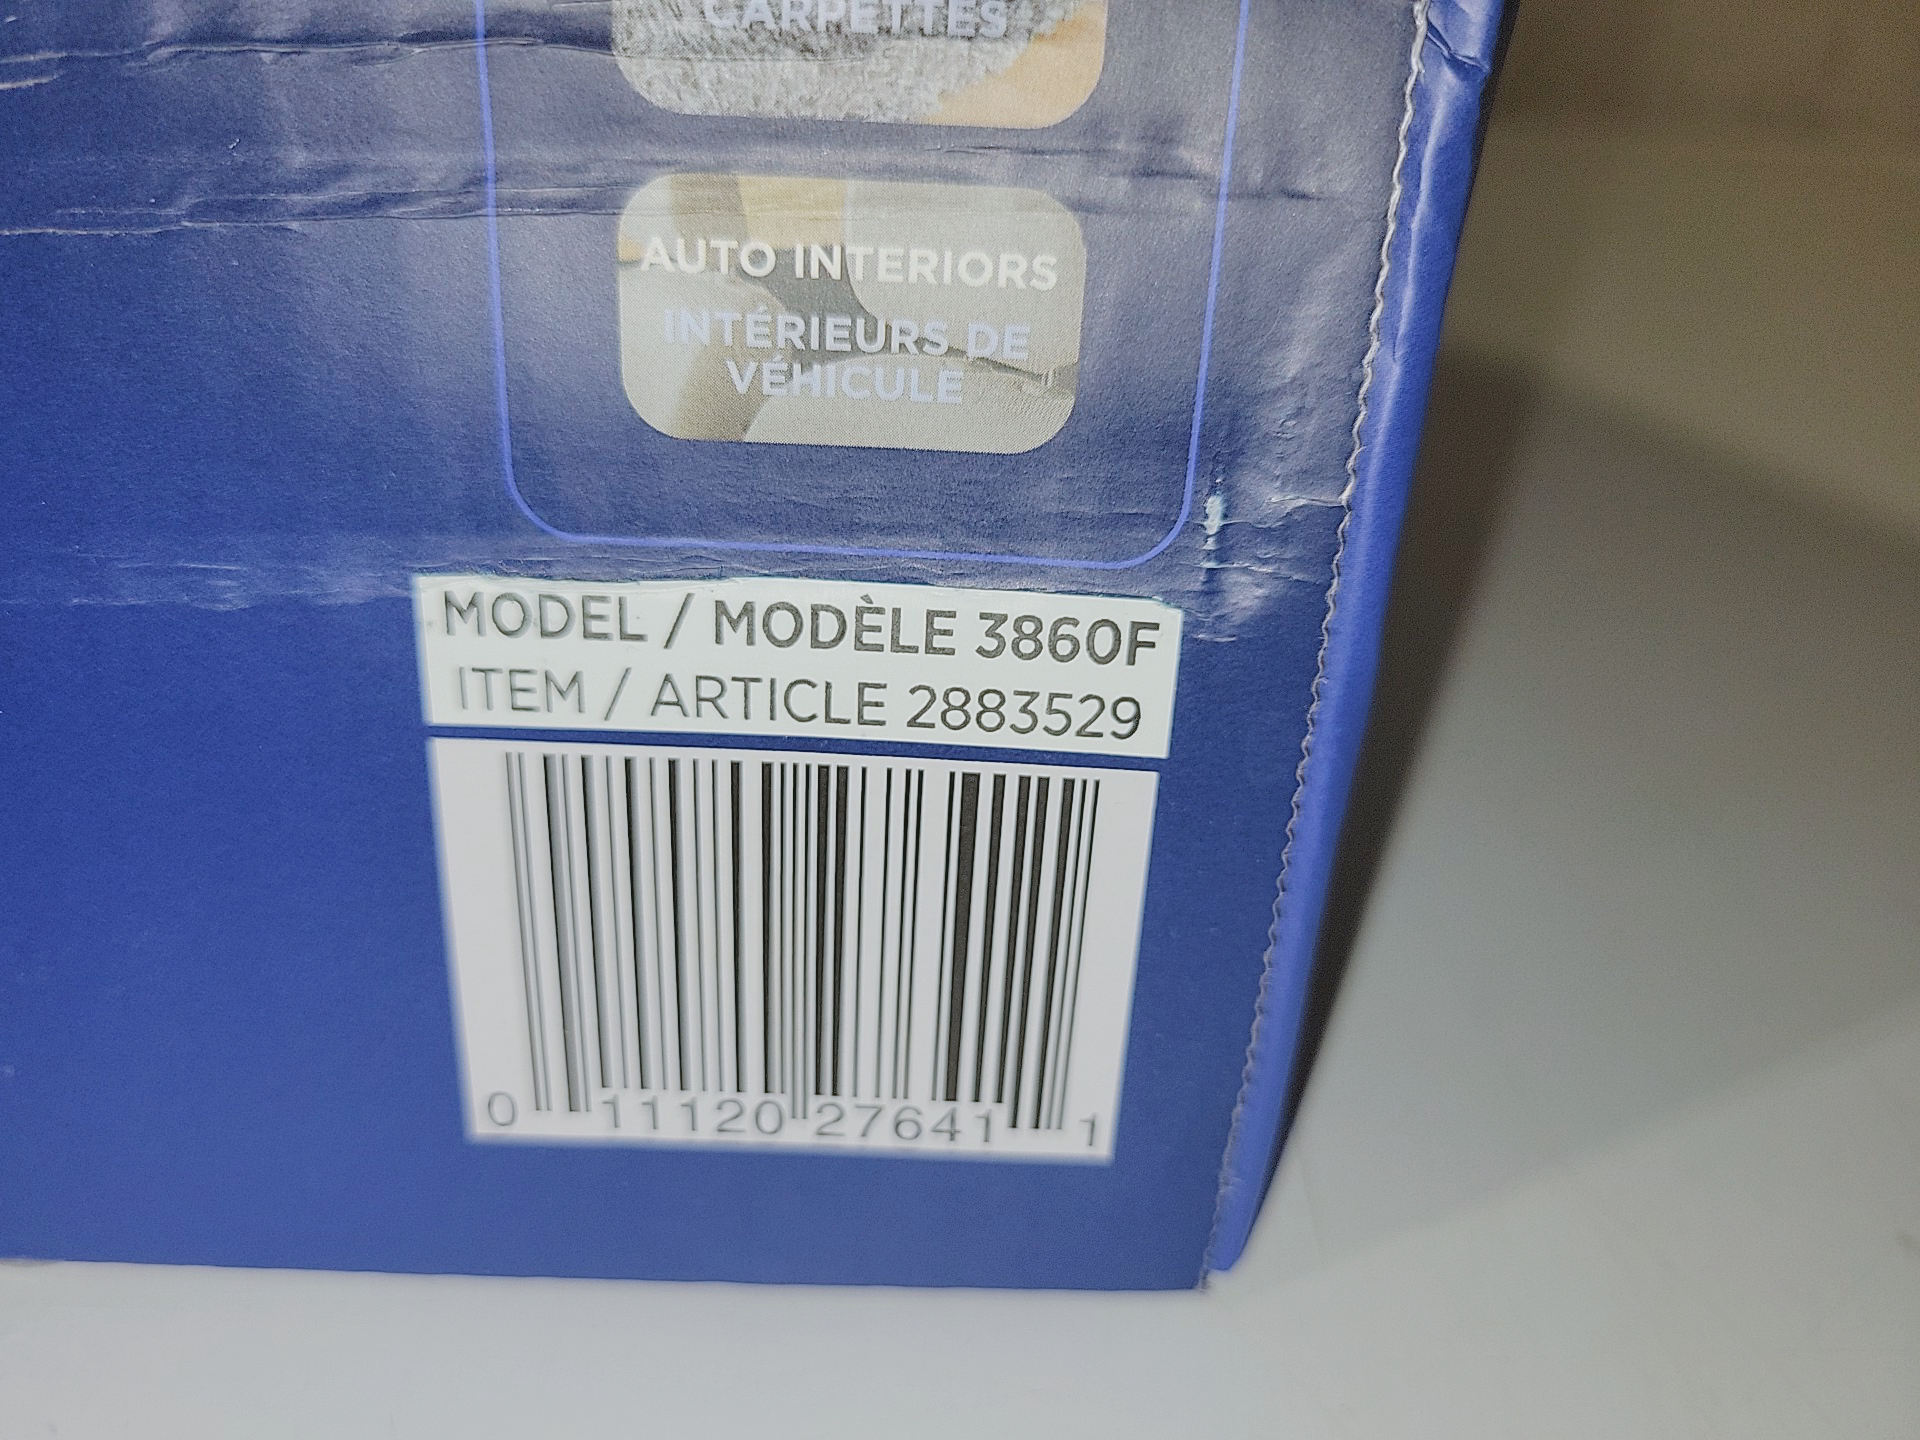 CARPETTES
AUTO INTERIORS
INTÉRIEURS DE
VÉHICULE
MODEL / MODÈLE 3860F
ITEM / ARTICLE 2883529
0 11120 27641 1